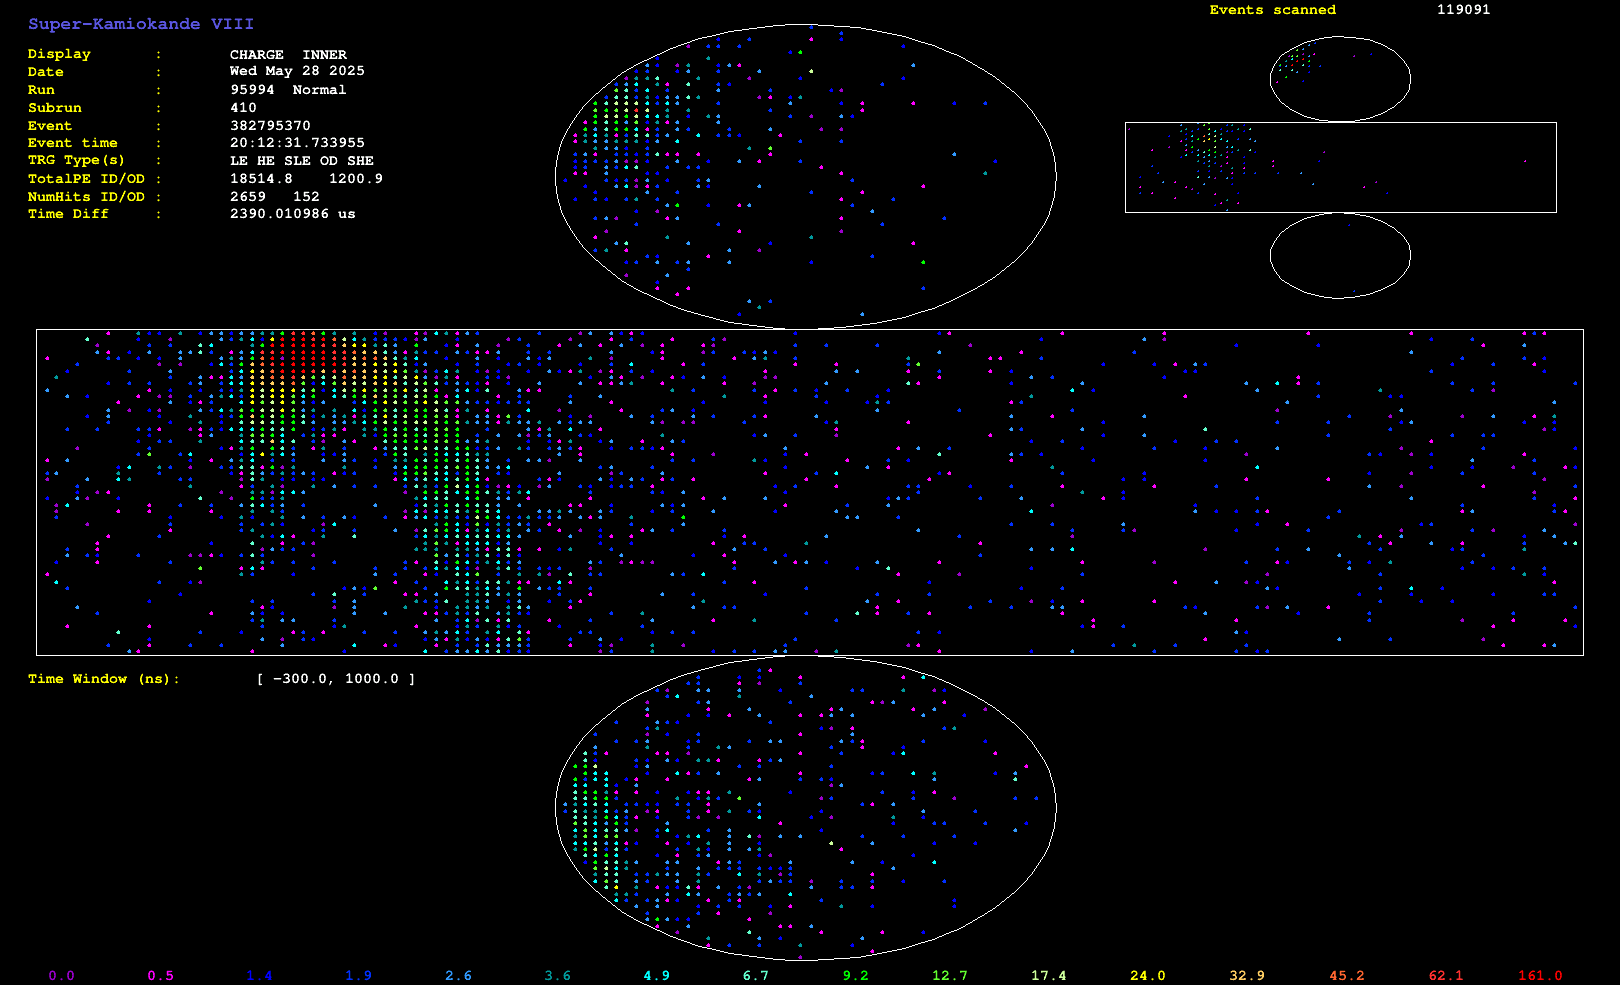 Super-Kamiokande VIII
Events scanned 119091
Display : CHARGE INNER
Date : Wed May 28 2025
Run : 95994 Normal
Subrun : 410
Event : 382795370
Event time : 20:12:31.733955
TRG Type(s) : LE HE SLE OD SHE
TotalPE ID/OD : 18514.8 1200.9
NumHits ID/OD : 2659 152
Time Diff : 2390.010986 us
Time Window (ns): [ −300.0, 1000.0 ]
0.0 0.5 1.4 1.9 2.6 3.6 4.9 6.7 9.2 12.7 17.4 24.0 32.9 45.2 62.1 161.0